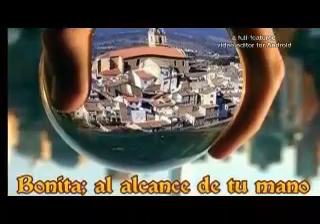 a full-featured
video editor for Android
Bonita; al alcance de tu mano